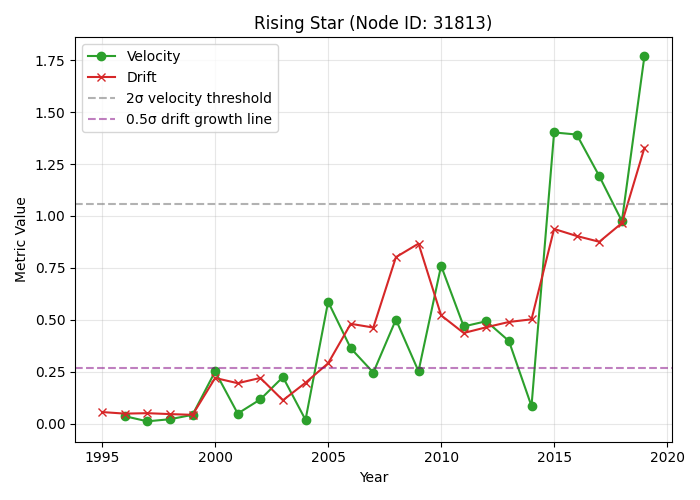 Rising Star (Node ID: 31813)
Velocity
Drift
2σ velocity threshold
0.5σ drift growth line
Metric Value
1.75
1.50
1.25
1.00
0.75
0.50
0.25
0.00
1995
2000
2005
2010
2015
2020
Year